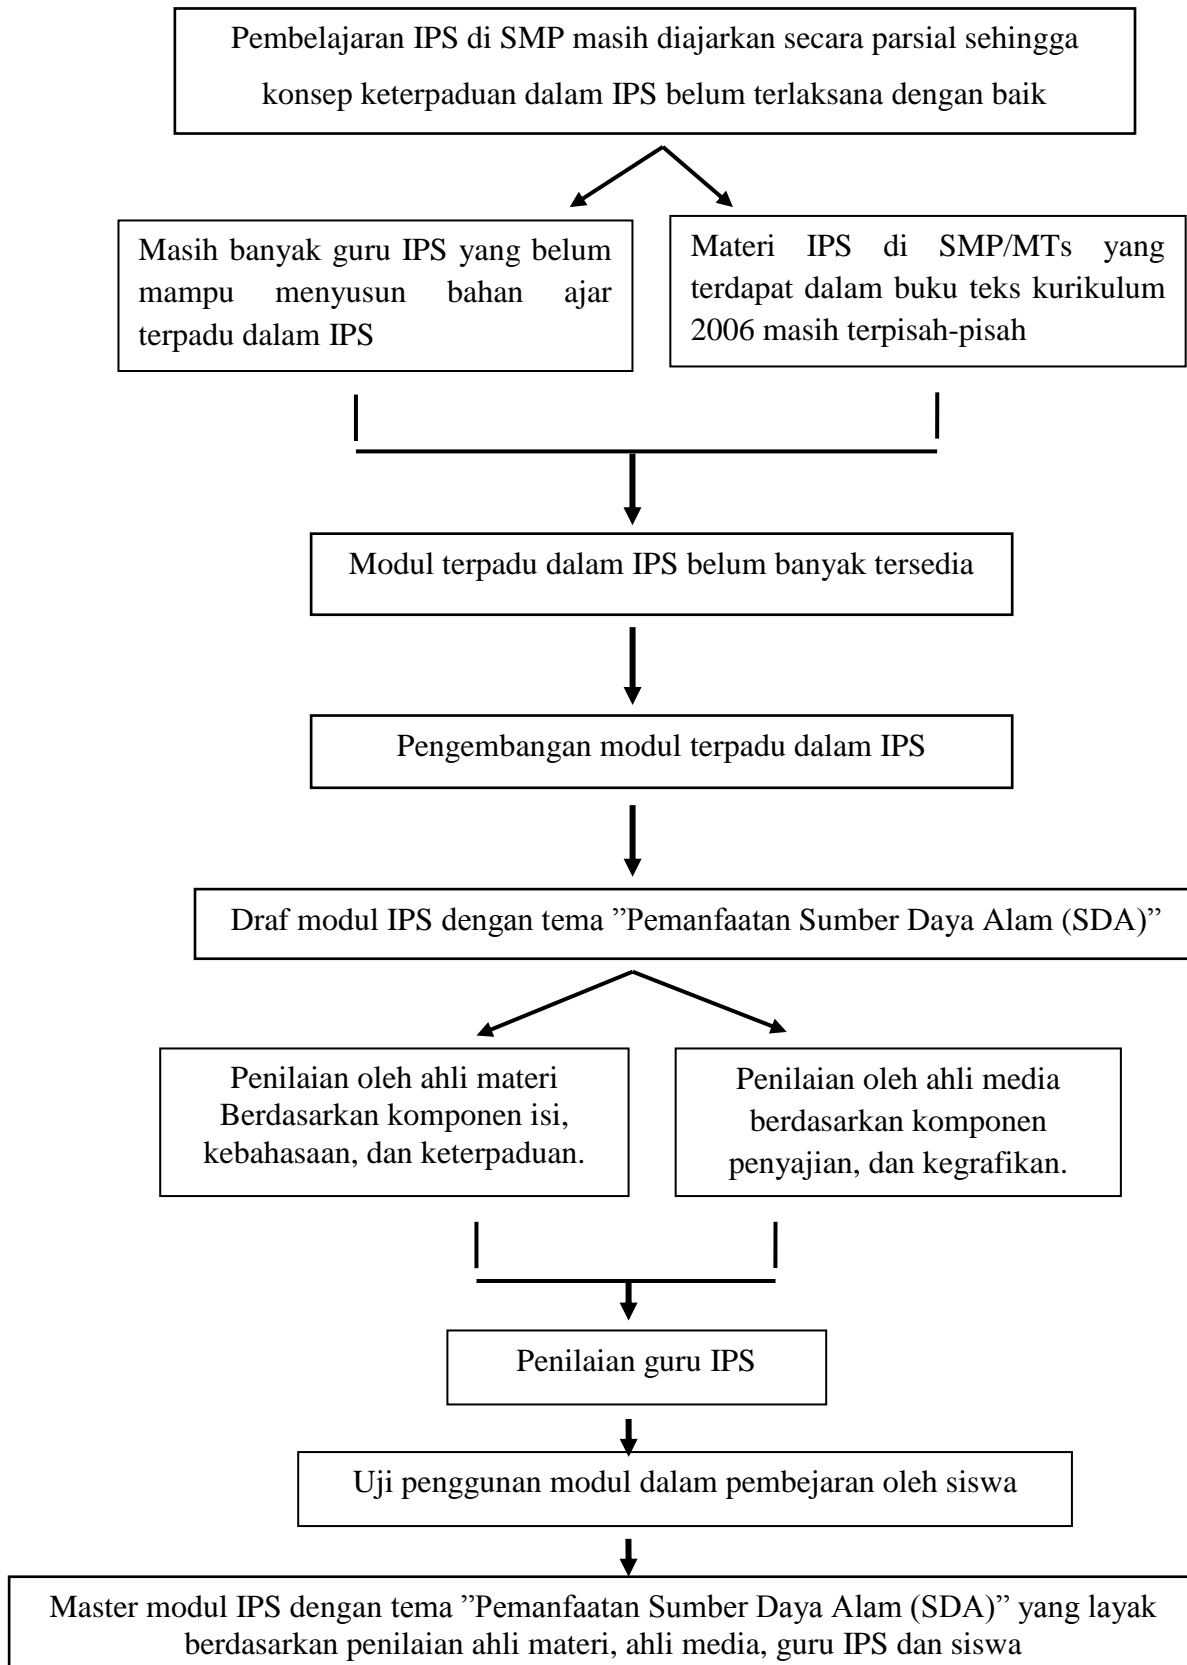 Pembelajaran IPS di SMP masih diajarkan secara parsial sehingga
konsep keterpaduan dalam IPS belum terlaksana dengan baik
Masih banyak guru IPS yang belum
mampu menyusun bahan ajar
terpadu dalam IPS
Materi IPS di SMP/MTs yang
terdapat dalam buku teks kurikulum
2006 masih terpisah-pisah
Modul terpadu dalam IPS belum banyak tersedia
Pengembangan modul terpadu dalam IPS
Draf modul IPS dengan tema ”Pemanfaatan Sumber Daya Alam (SDA)”
Penilaian oleh ahli materi
Berdasarkan komponen isi,
kebahasaan, dan keterpaduan.
Penilaian oleh ahli media
berdasarkan komponen
penyajian, dan kegrafikan.
Penilaian guru IPS
Uji penggunan modul dalam pembejaran oleh siswa
Master modul IPS dengan tema ”Pemanfaatan Sumber Daya Alam (SDA)” yang layak
berdasarkan penilaian ahli materi, ahli media, guru IPS dan siswa